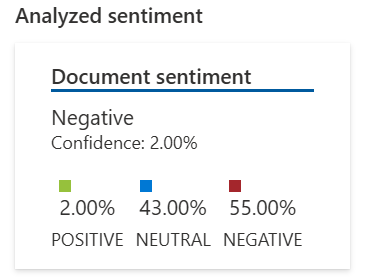 Analyzed sentiment
Document sentiment
Negative
Confidence: 2.00%
2.00% 43.00% 55.00%
POSITIVE NEUTRAL NEGATIVE